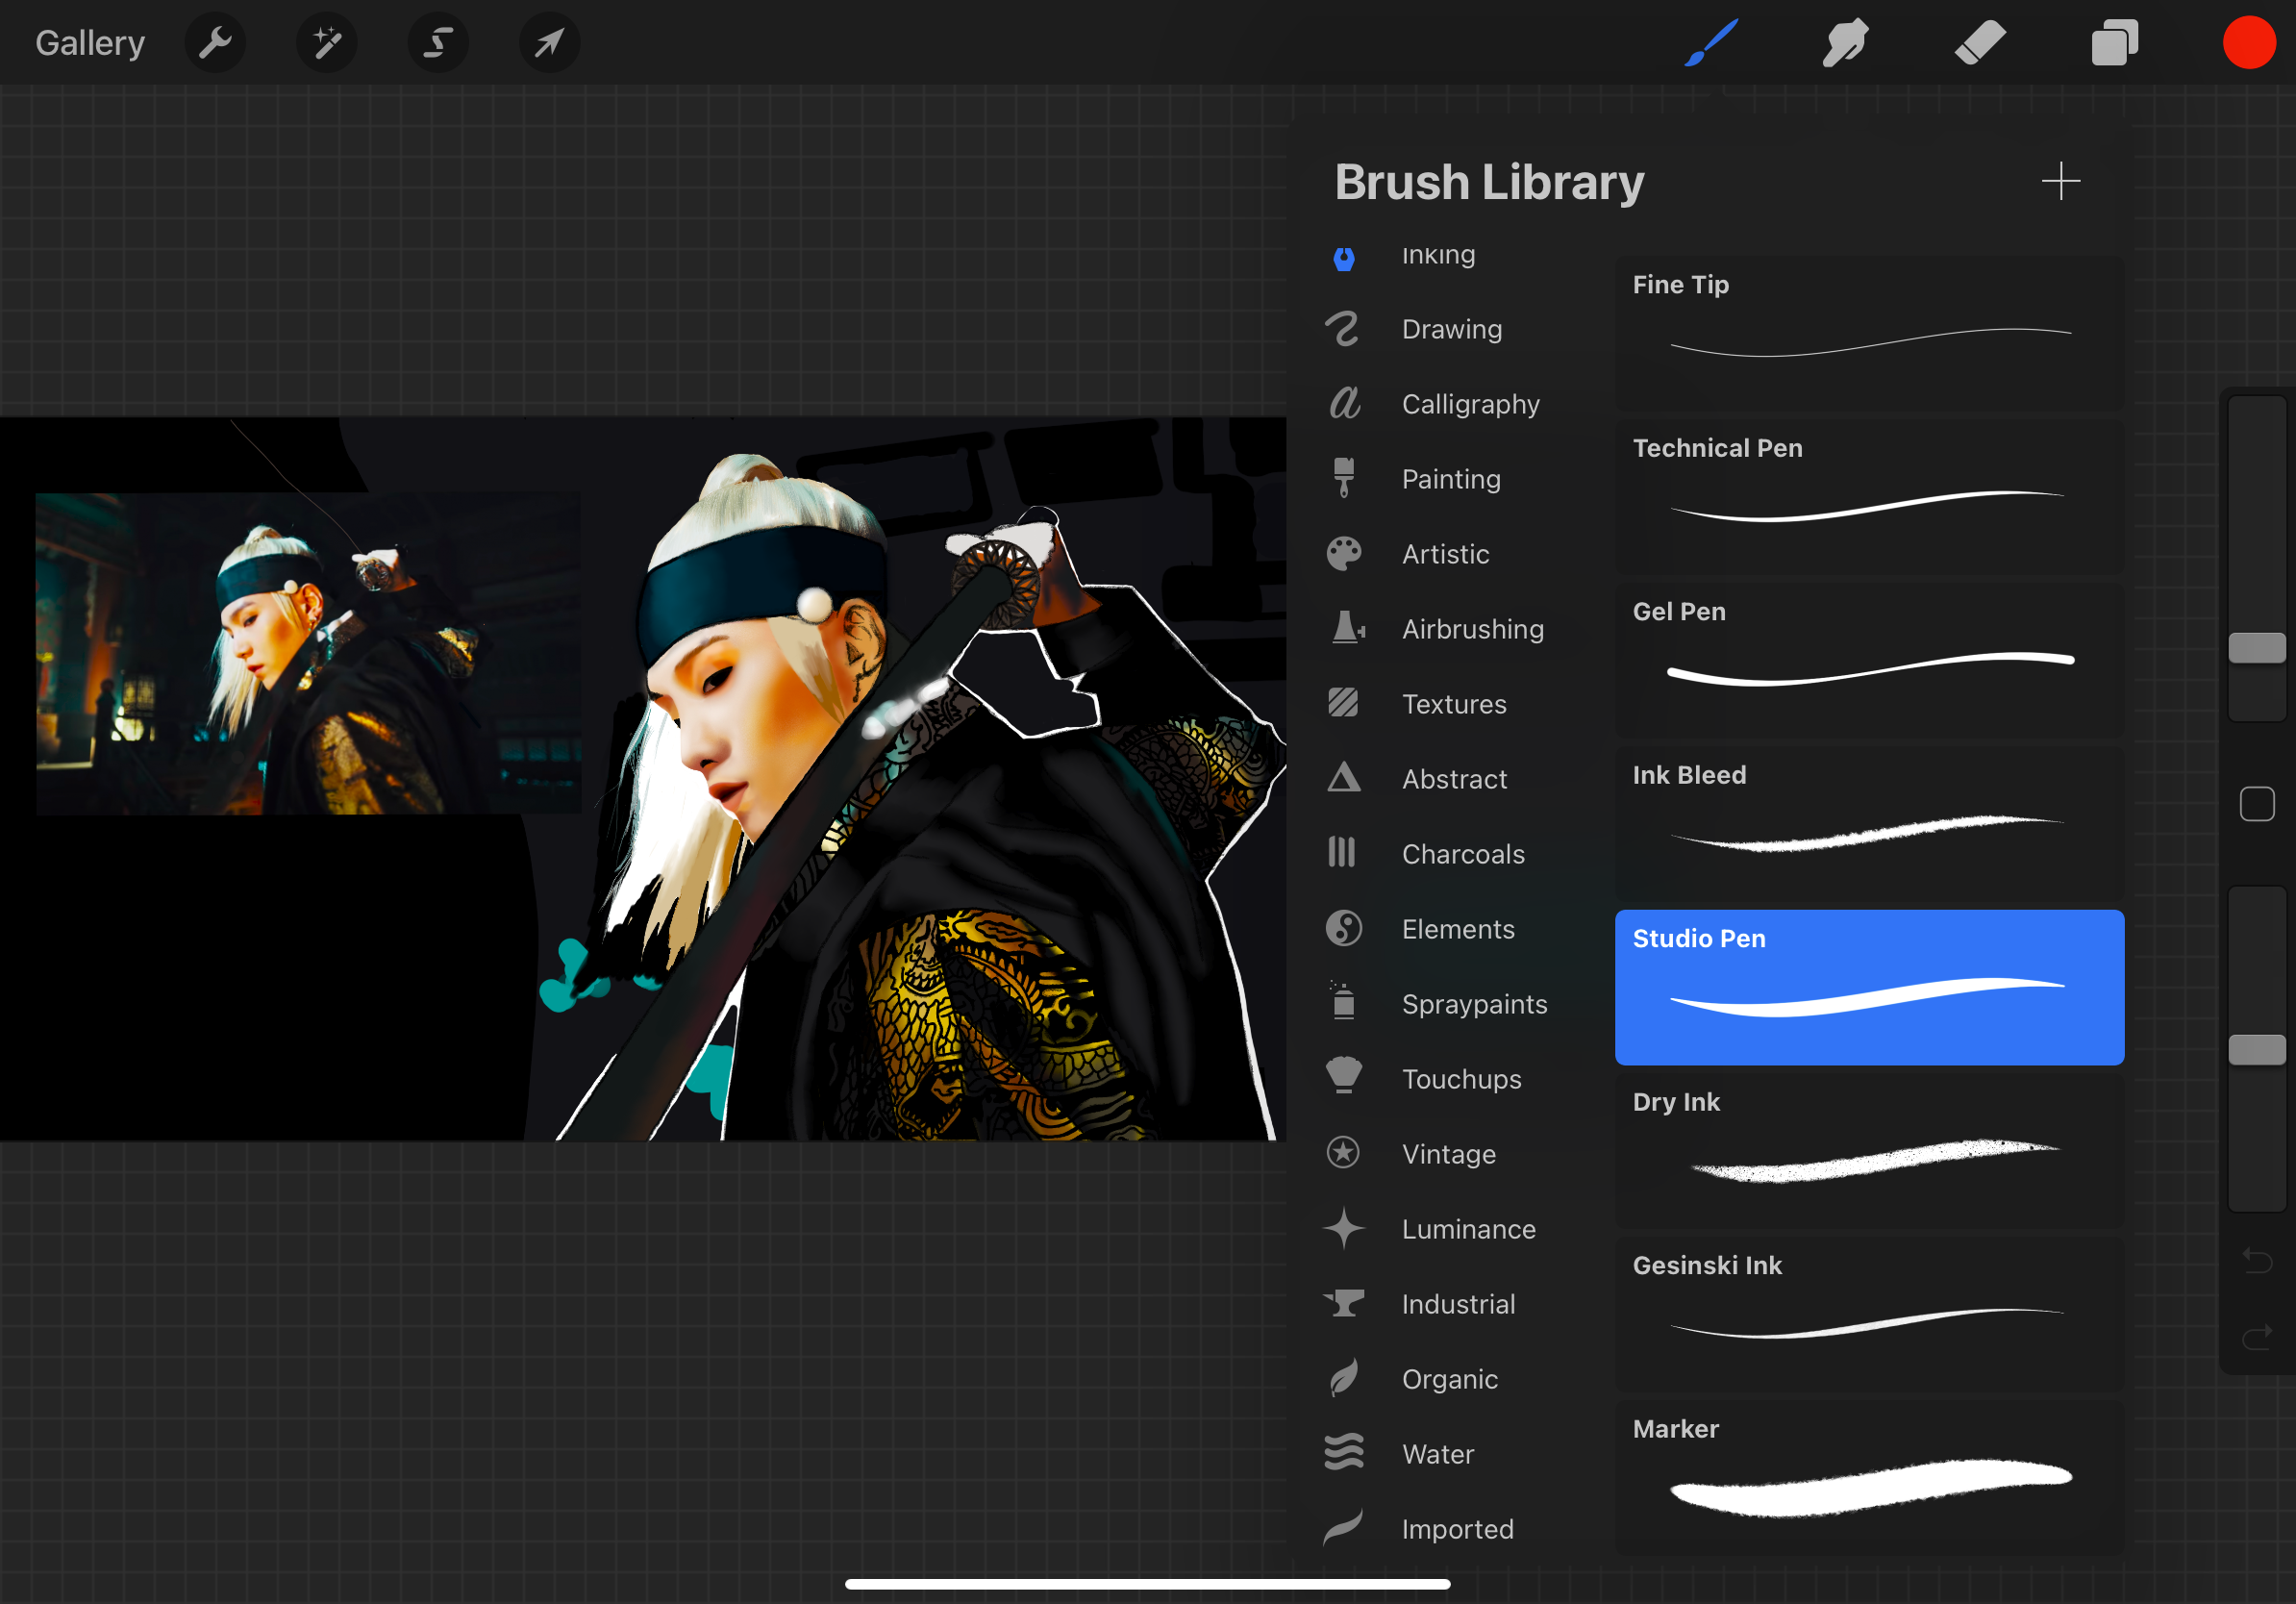 Gallery
Brush Library
Inking
Drawing
Calligraphy
Painting
Artistic
Airbrushing
Textures
Abstract
Charcoals
Elements
Spraypaints
Touchups
Vintage
Luminance
Industrial
Organic
Water
Imported
Fine Tip
Technical Pen
Gel Pen
Ink Bleed
Studio Pen
Dry Ink
Gesinski Ink
Marker